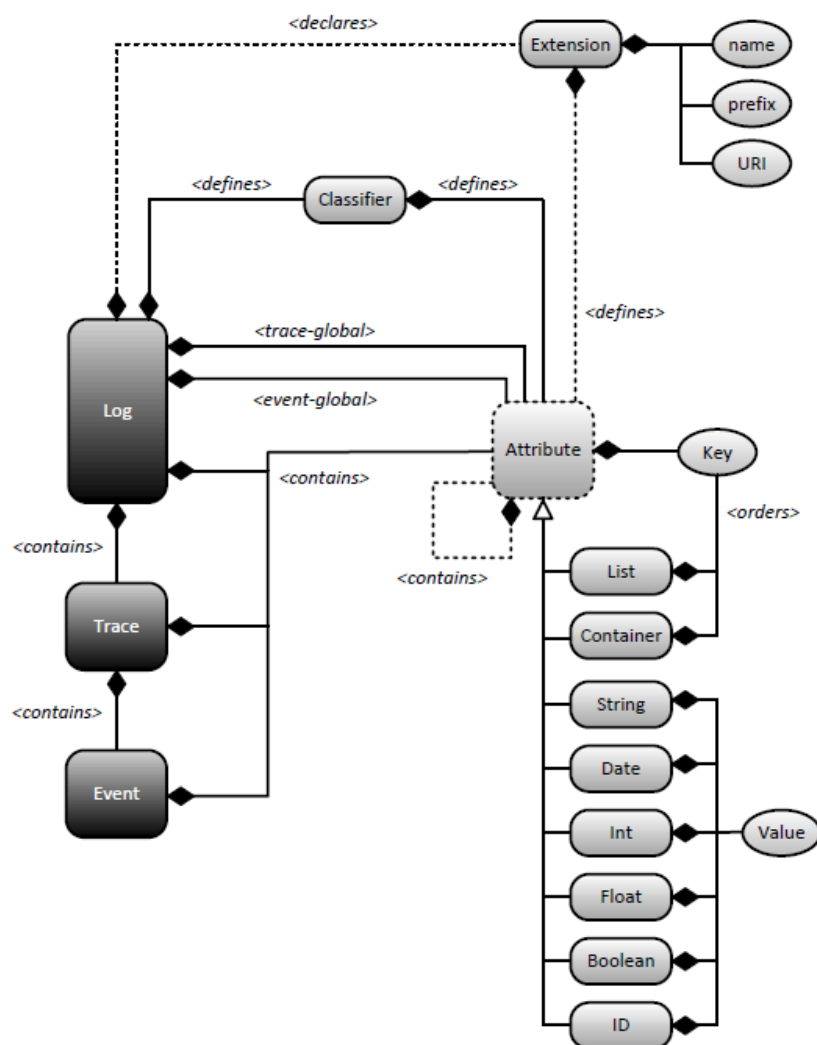 <declares>
Extension
name
prefix
URI
<defines>
Classifier
<defines>
<defines>
<trace-global>
Log
<event-global>
Attribute
Key
<contains>
<orders>
<contains>
<contains>
List
Trace
Container
<contains>
String
Date
Event
Int
Value
Float
Boolean
ID